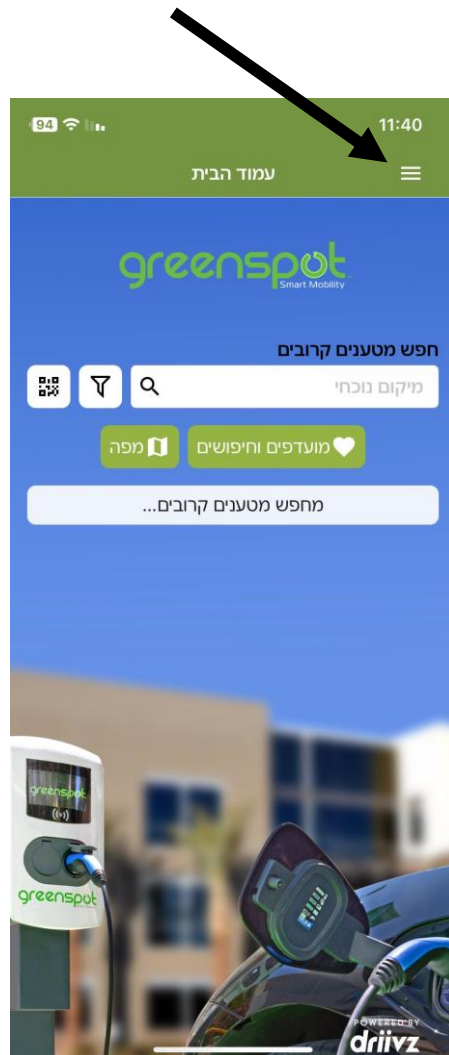 94
11:40
עמוד הבית
greenspot
Smart Mobility
חפש מטענים קרובים
מיקום נוכחי
מועדפים וחיפושים
מפה
מחפש מטענים קרובים...
greenspot
greenspot
POWERED BY
driivz